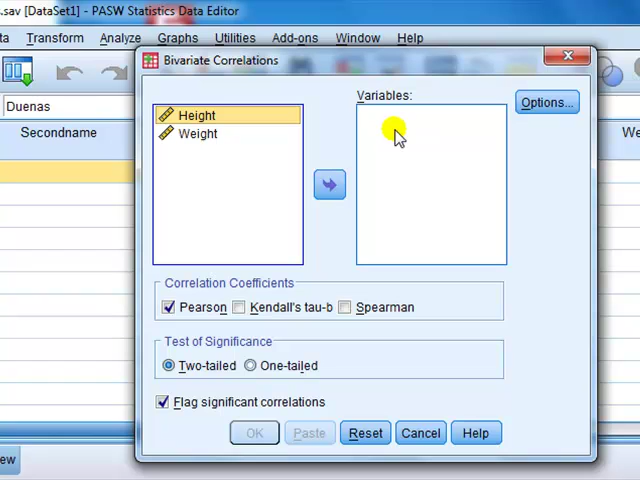 s.sav [DataSet1] - PASW Statistics Data Editor
ta Transform Analyze Graphs Utilities Add-ons Window Help
Bivariate Correlations
Duenas
Secondname
We
Height
Weight
Variables:
Options...
Correlation Coefficients
Pearson Kendall's tau-b Spearman
Test of Significance
Two-tailed One-tailed
Flag significant correlations
OK Paste Reset Cancel Help
ew